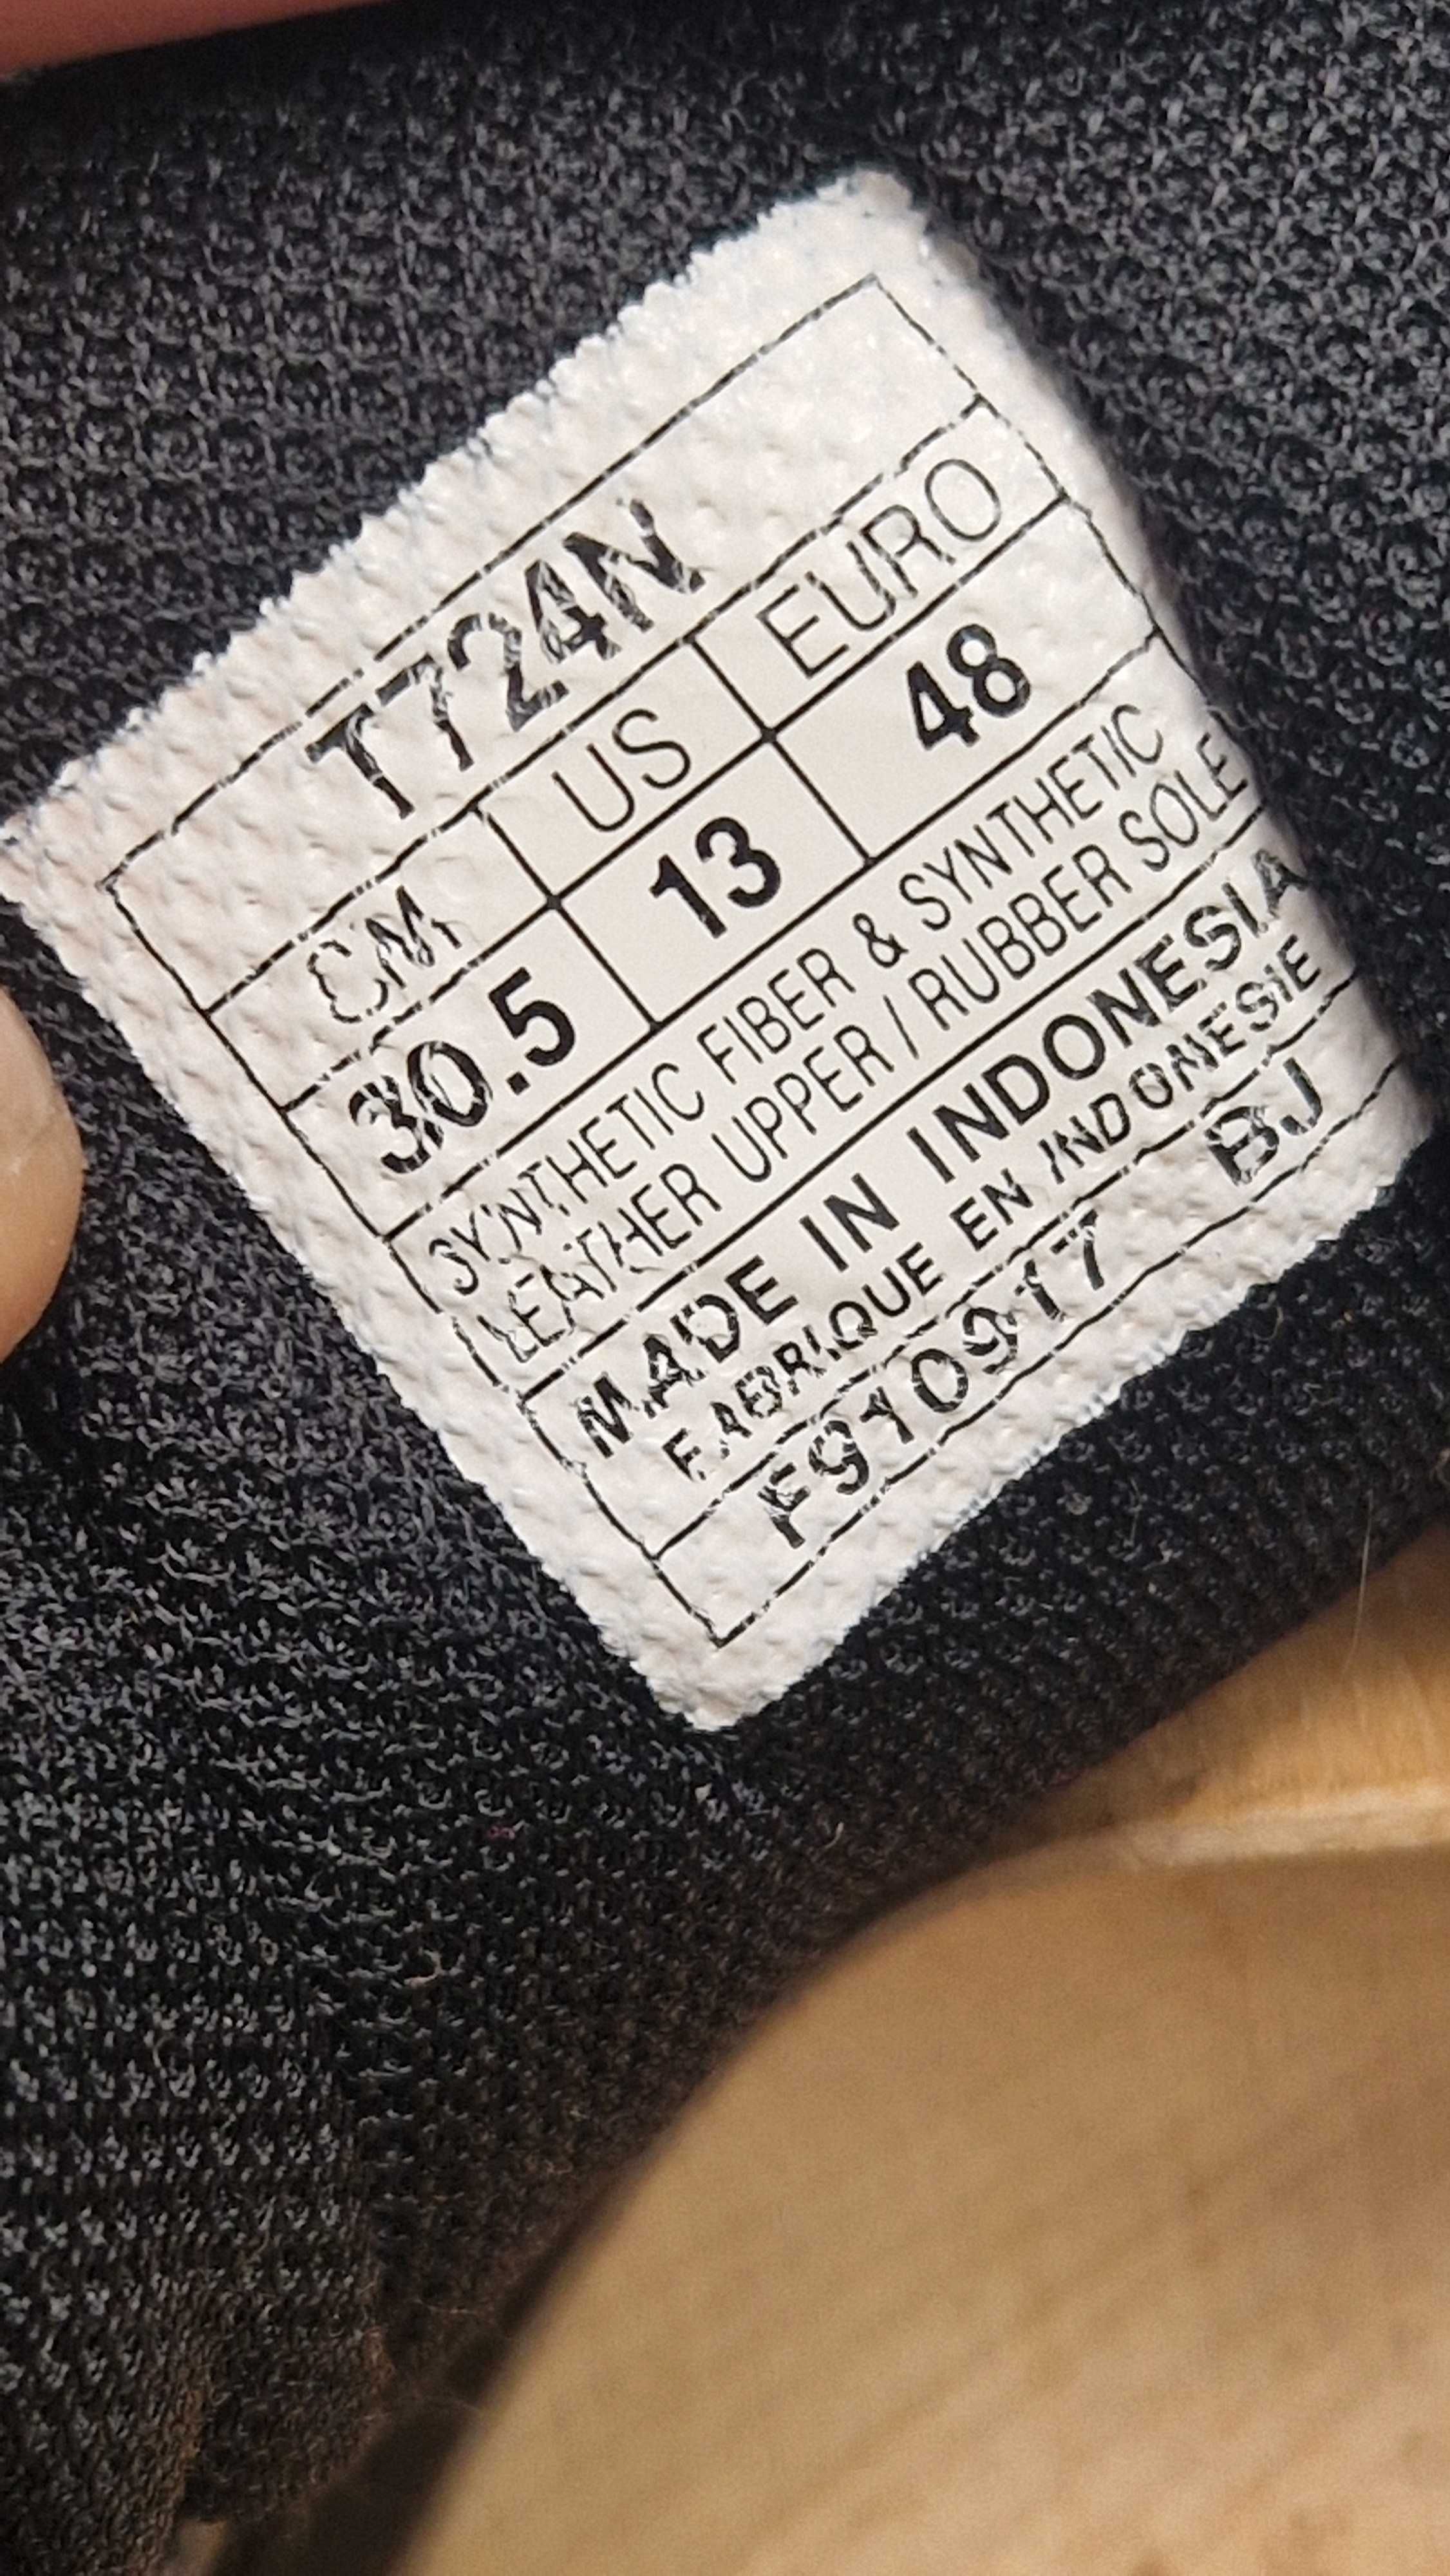 T724N
CM US EURO
30.5 13 48
SYNTHETIC FIBER & SYNTHETIC
LEATHER UPPER / RUBBER SOLE
MADE IN INDONESIA
FABRIQUE EN INDONESIE
F910917 BJ